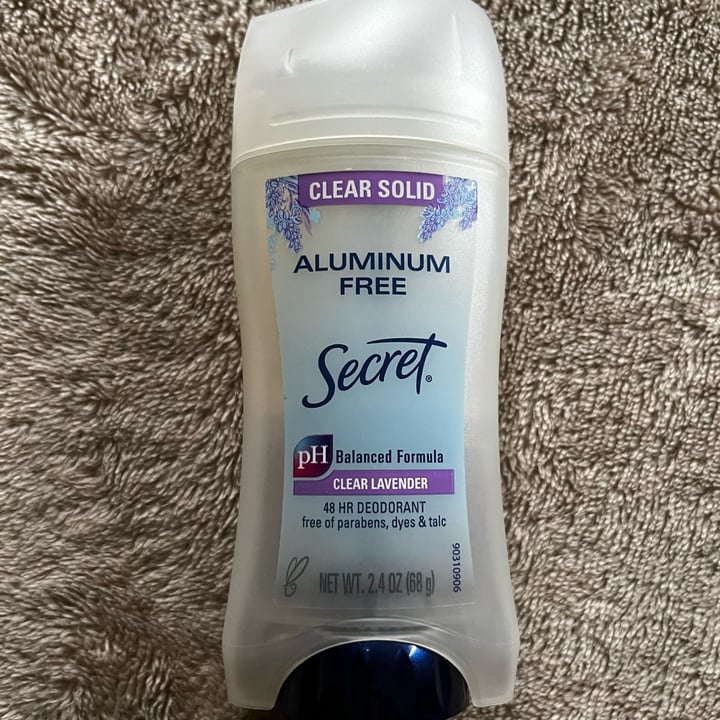 CLEAR SOLID
ALUMINUM
FREE
Secret®
pH Balanced Formula
CLEAR LAVENDER
48 HR DEODORANT
free of parabens, dyes & talc
NET WT. 2.4 OZ (68 g)
90310906